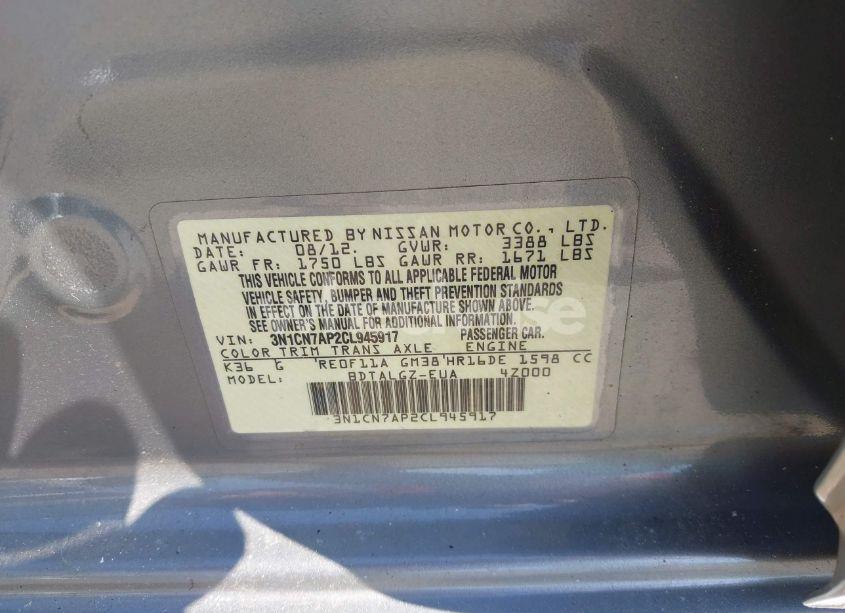 MANUFACTURED BY NISSAN MOTOR CO., LTD.
DATE: 08/12. GVWR: 3388 LBS
GAWR FR: 1750 LBS GAWR RR: 1671 LBS
THIS VEHICLE CONFORMS TO ALL APPLICABLE FEDERAL MOTOR
VEHICLE SAFETY, BUMPER AND THEFT PREVENTION STANDARDS
IN EFFECT ON THE DATE OF MANUFACTURE SHOWN ABOVE.
SEE OWNER'S MANUAL FOR ADDITIONAL INFORMATION.
VIN: 3N1CN7AP2CL945917 PASSENGER CAR.
COLOR TRIM TRANS AXLE ENGINE
K36 G 'RE0F11A GM38'HR16DE 1598 CC
MODEL: BDTALGZ-EUA 4Z000
3N1CN7AP2CL945917